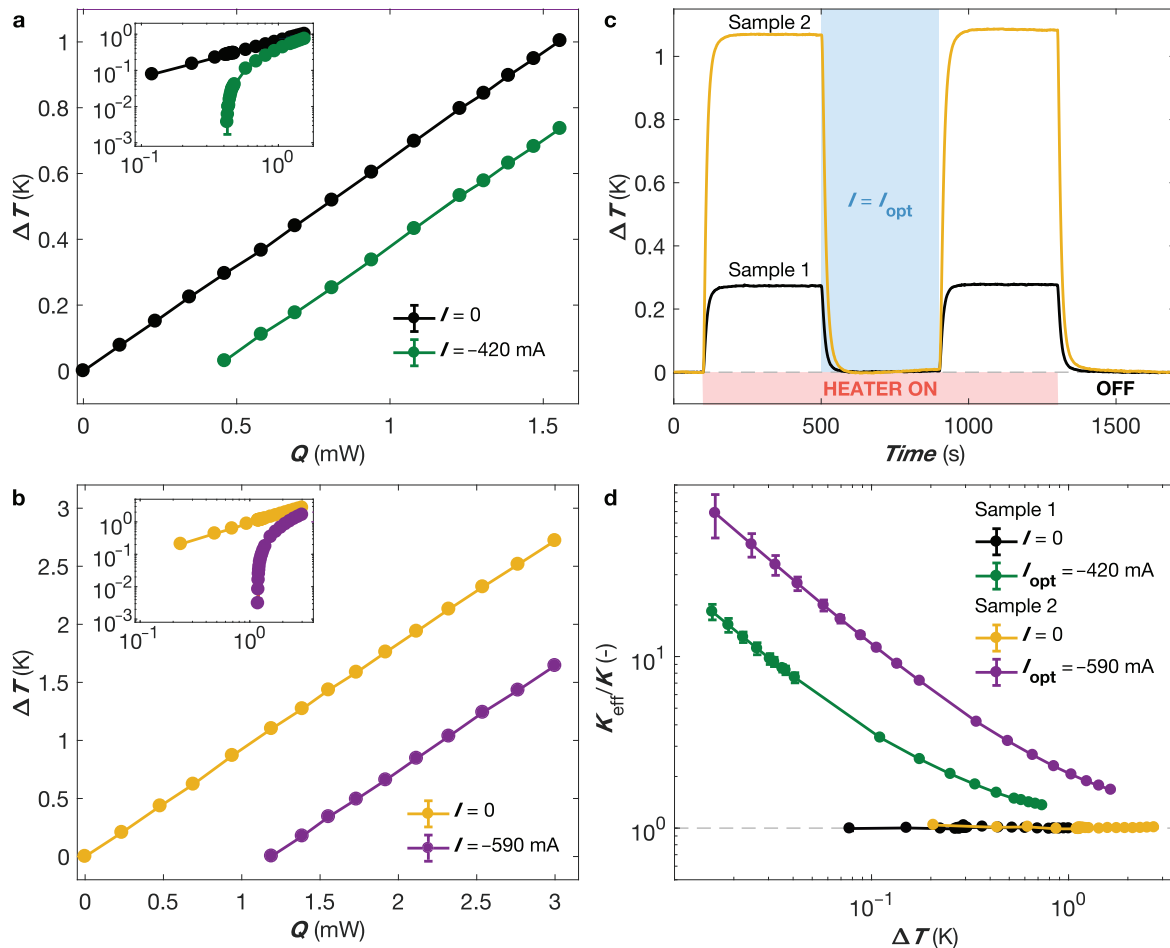 a
ΔT (K)
1
0.8
0.6
0.4
0.2
0
10⁰
10⁻¹
10⁻²
10⁻³
10⁻¹
10⁰
I = 0
I = −420 mA
0
0.5
1
1.5
Q (mW)
c
ΔT (K)
1
0.8
0.6
0.4
0.2
0
Sample 2
Sample 1
I = Iopt
HEATER ON
OFF
0
500
1000
1500
Time (s)
b
ΔT (K)
3
2.5
2
1.5
1
0.5
0
10⁰
10⁻¹
10⁻²
10⁻³
10⁻¹
10⁰
I = 0
I = −590 mA
0
0.5
1
1.5
2
2.5
3
Q (mW)
d
Keff/K (-)
10¹
10⁰
Sample 1
I = 0
Iopt = −420 mA
Sample 2
I = 0
Iopt = −590 mA
10⁻¹
10⁰
ΔT (K)